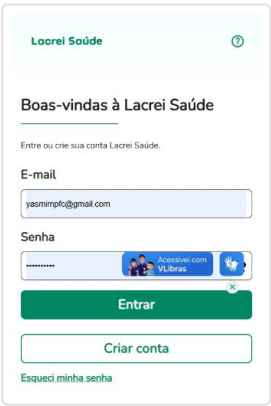 Lacrei Saúde
Boas-vindas à Lacrei Saúde
Entre ou crie sua conta Lacrei Saúde.
E-mail
yasmimpfc@gmail.com
Senha
••••••••••
Acessível com
VLibras
Entrar
Criar conta
Esqueci minha senha